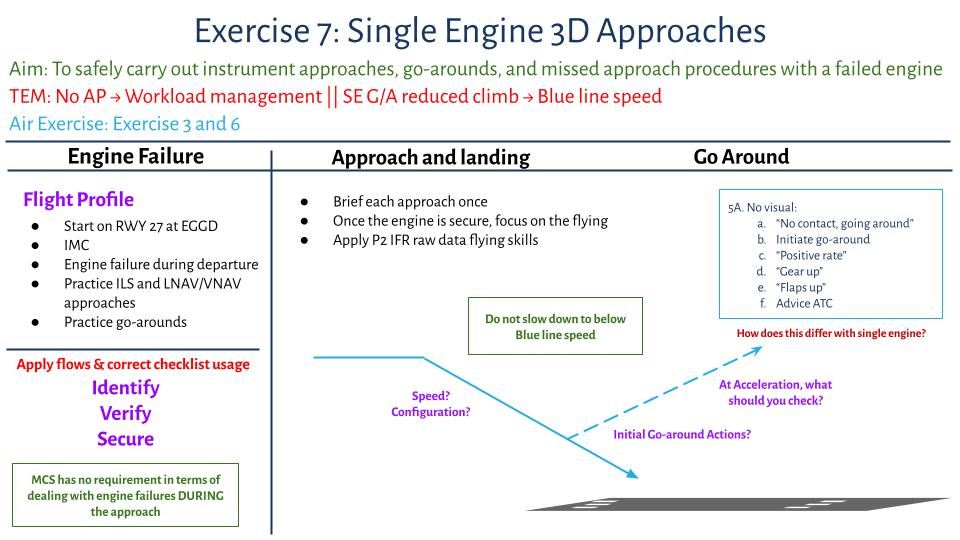 Exercise 7: Single Engine 3D Approaches
Aim: To safely carry out instrument approaches, go-arounds, and missed approach procedures with a failed engine
TEM: No AP → Workload management || SE G/A reduced climb → Blue line speed
Air Exercise: Exercise 3 and 6
Engine Failure
Flight Profile
● Start on RWY 27 at EGGD
● IMC
● Engine failure during departure
● Practice ILS and LNAV/VNAV
approaches
● Practice go-arounds
Apply flows & correct checklist usage
Identify
Verify
Secure
MCS has no requirement in terms of
dealing with engine failures DURING
the approach
Approach and landing
● Brief each approach once
● Once the engine is secure, focus on the flying
● Apply P2 IFR raw data flying skills
Do not slow down to below
Blue line speed
Speed?
Configuration?
Go Around
5A. No visual:
a. “No contact, going around”
b. Initiate go-around
c. “Positive rate”
d. “Gear up”
e. “Flaps up”
f. Advice ATC
How does this differ with single engine?
At Acceleration, what
should you check?
Initial Go-around Actions?